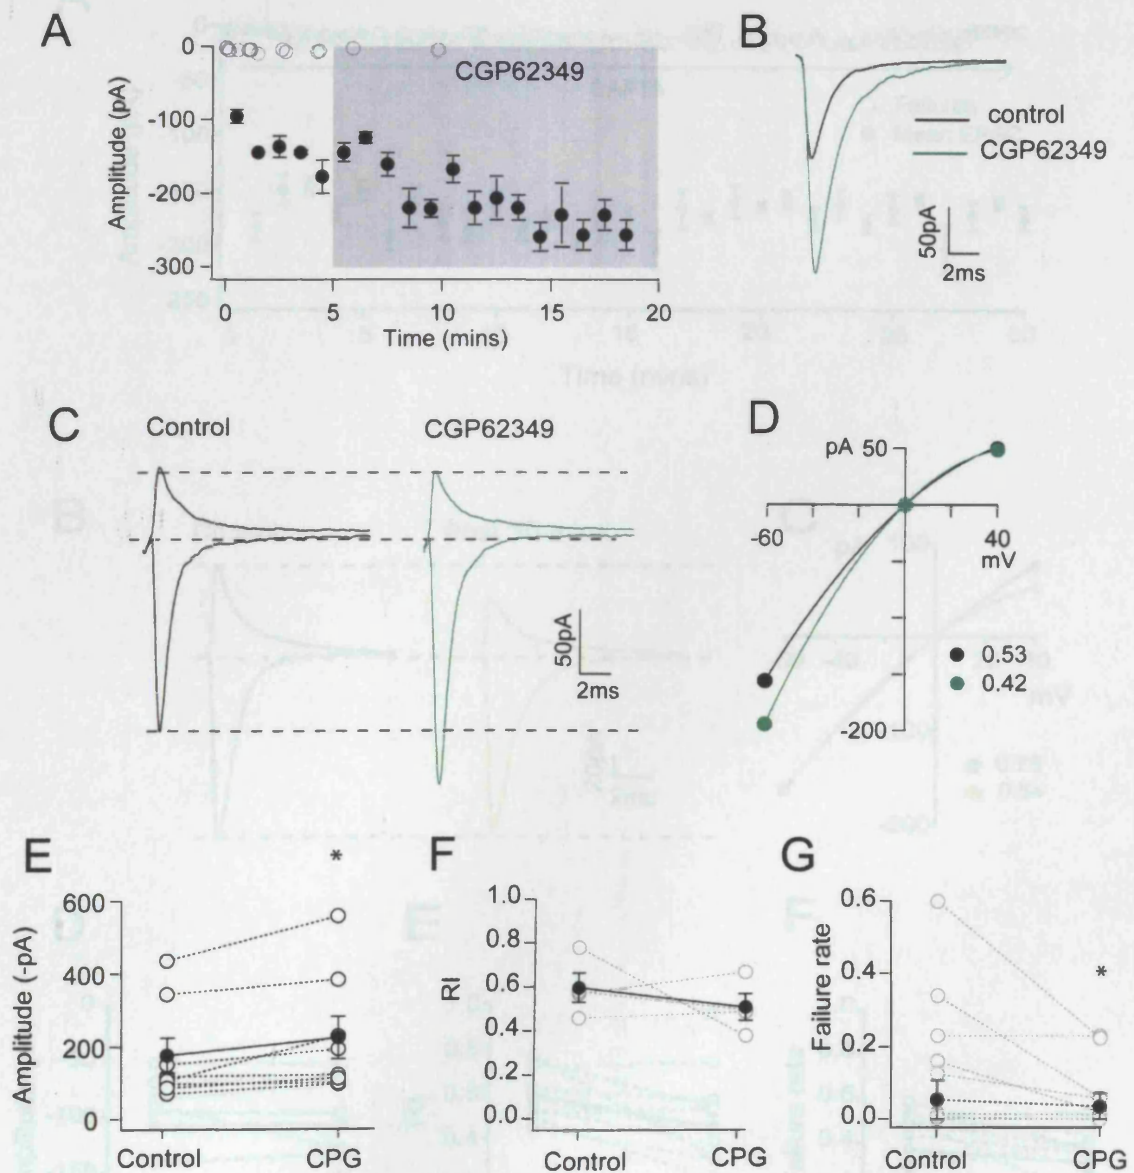 A
0
-100
-200
-300
Amplitude (pA)
CGP62349
0 5 10 15 20
Time (mins)
B
control
CGP62349
50pA
2ms
C
Control
CGP62349
50pA
2ms
D
pA 50
-60
40
mV
-200
0.53
0.42
E
*
600
400
200
0
Amplitude (-pA)
Control CPG
F
1.0
0.8
0.6
0.4
0.2
0.0
RI
Control CPG
G
0.6
0.4
0.2
0.0
Failure rate
*
Control CPG